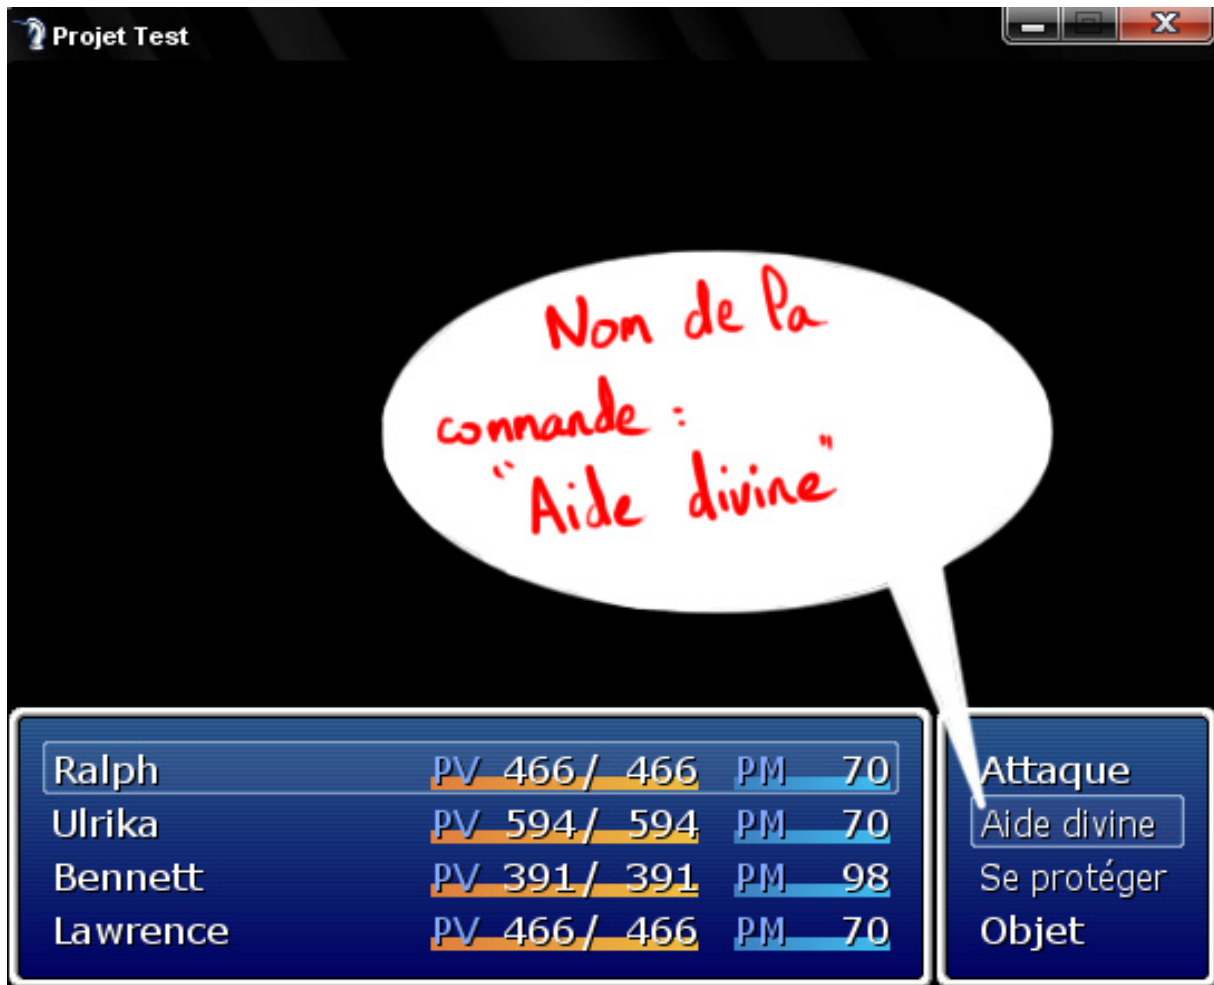 Projet Test
Nom de la
commande :
"Aide divine"
Ralph PV 466/ 466 PM 70
Ulrika PV 594/ 594 PM 70
Bennett PV 391/ 391 PM 98
Lawrence PV 466/ 466 PM 70
Attaque
Aide divine
Se protéger
Objet